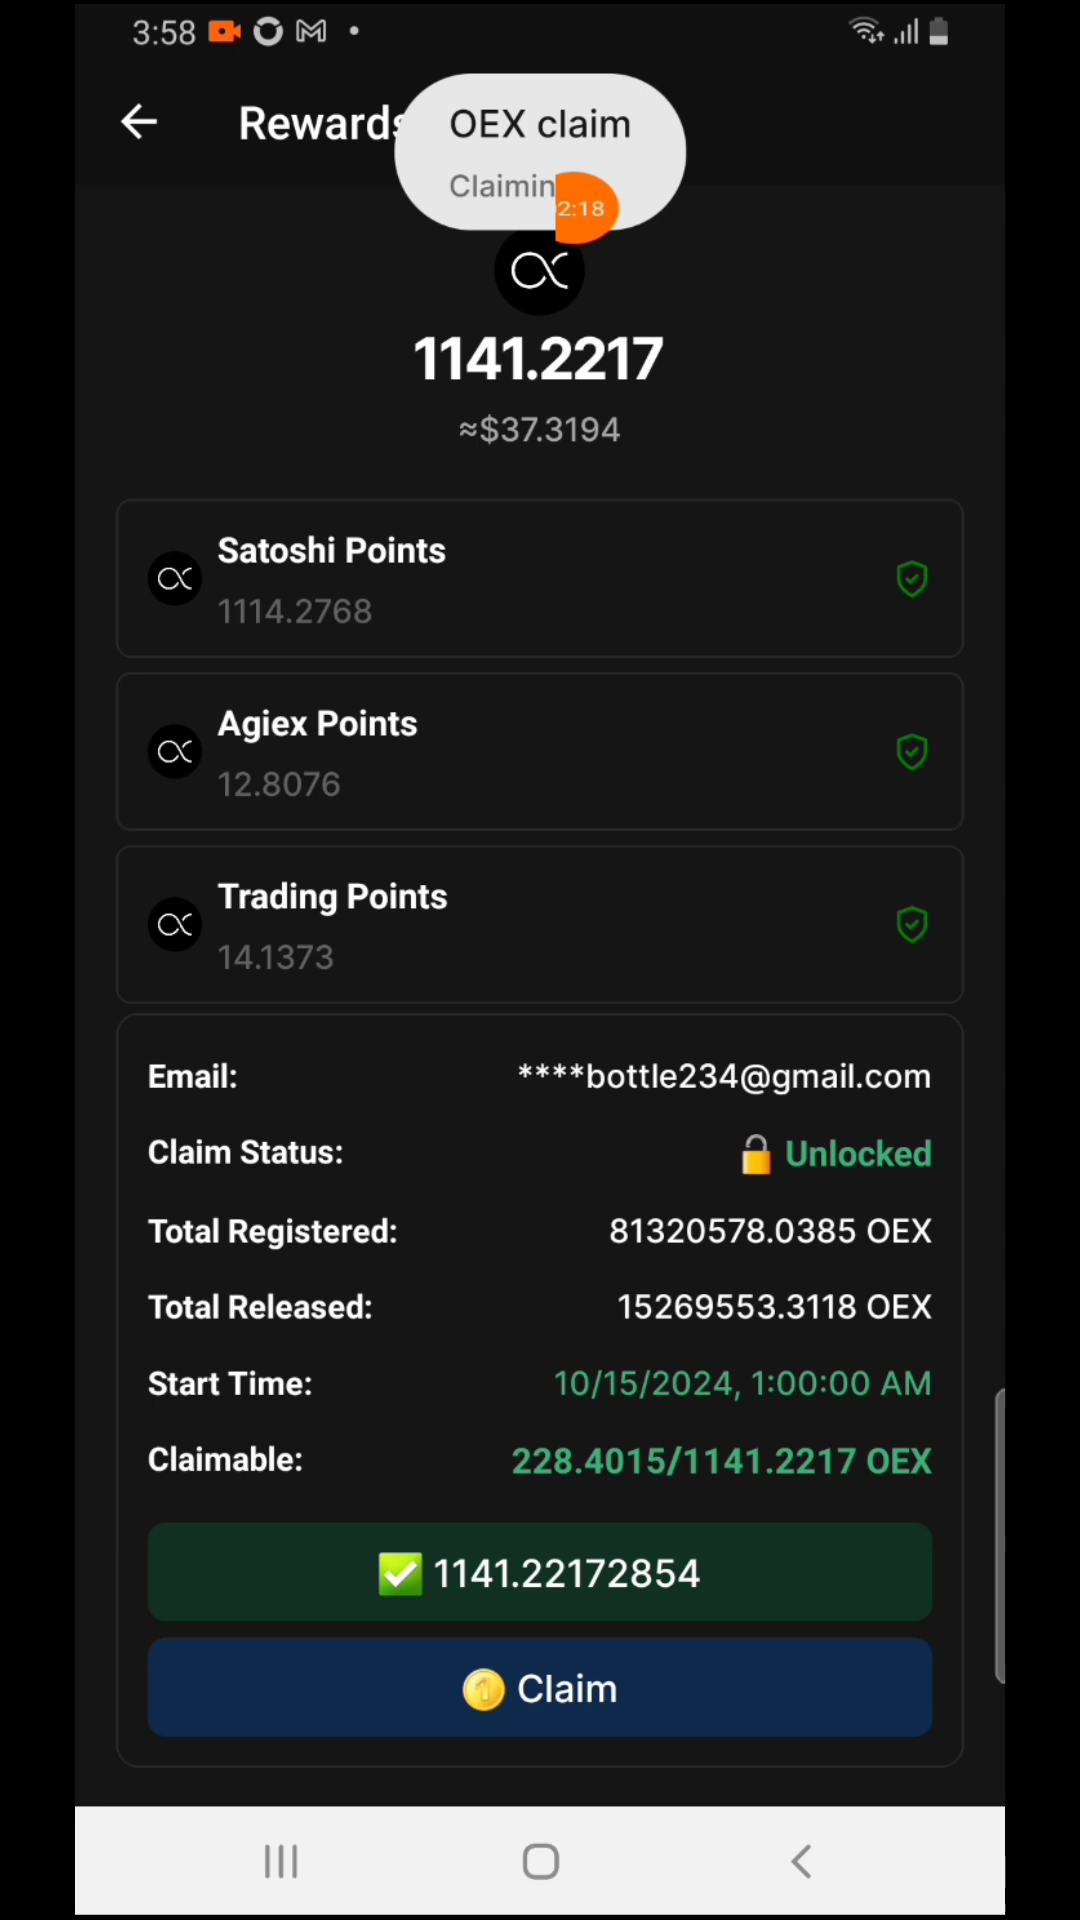 3:58
Rewards
OEX claim
Claimin
2:18
1141.2217
≈$37.3194
Satoshi Points
1114.2768
Agiex Points
12.8076
Trading Points
14.1373
Email: ****bottle234@gmail.com
Claim Status: 🔓 Unlocked
Total Registered: 81320578.0385 OEX
Total Released: 15269553.3118 OEX
Start Time: 10/15/2024, 1:00:00 AM
Claimable: 228.4015/1141.2217 OEX
✅ 1141.22172854
🪙 Claim